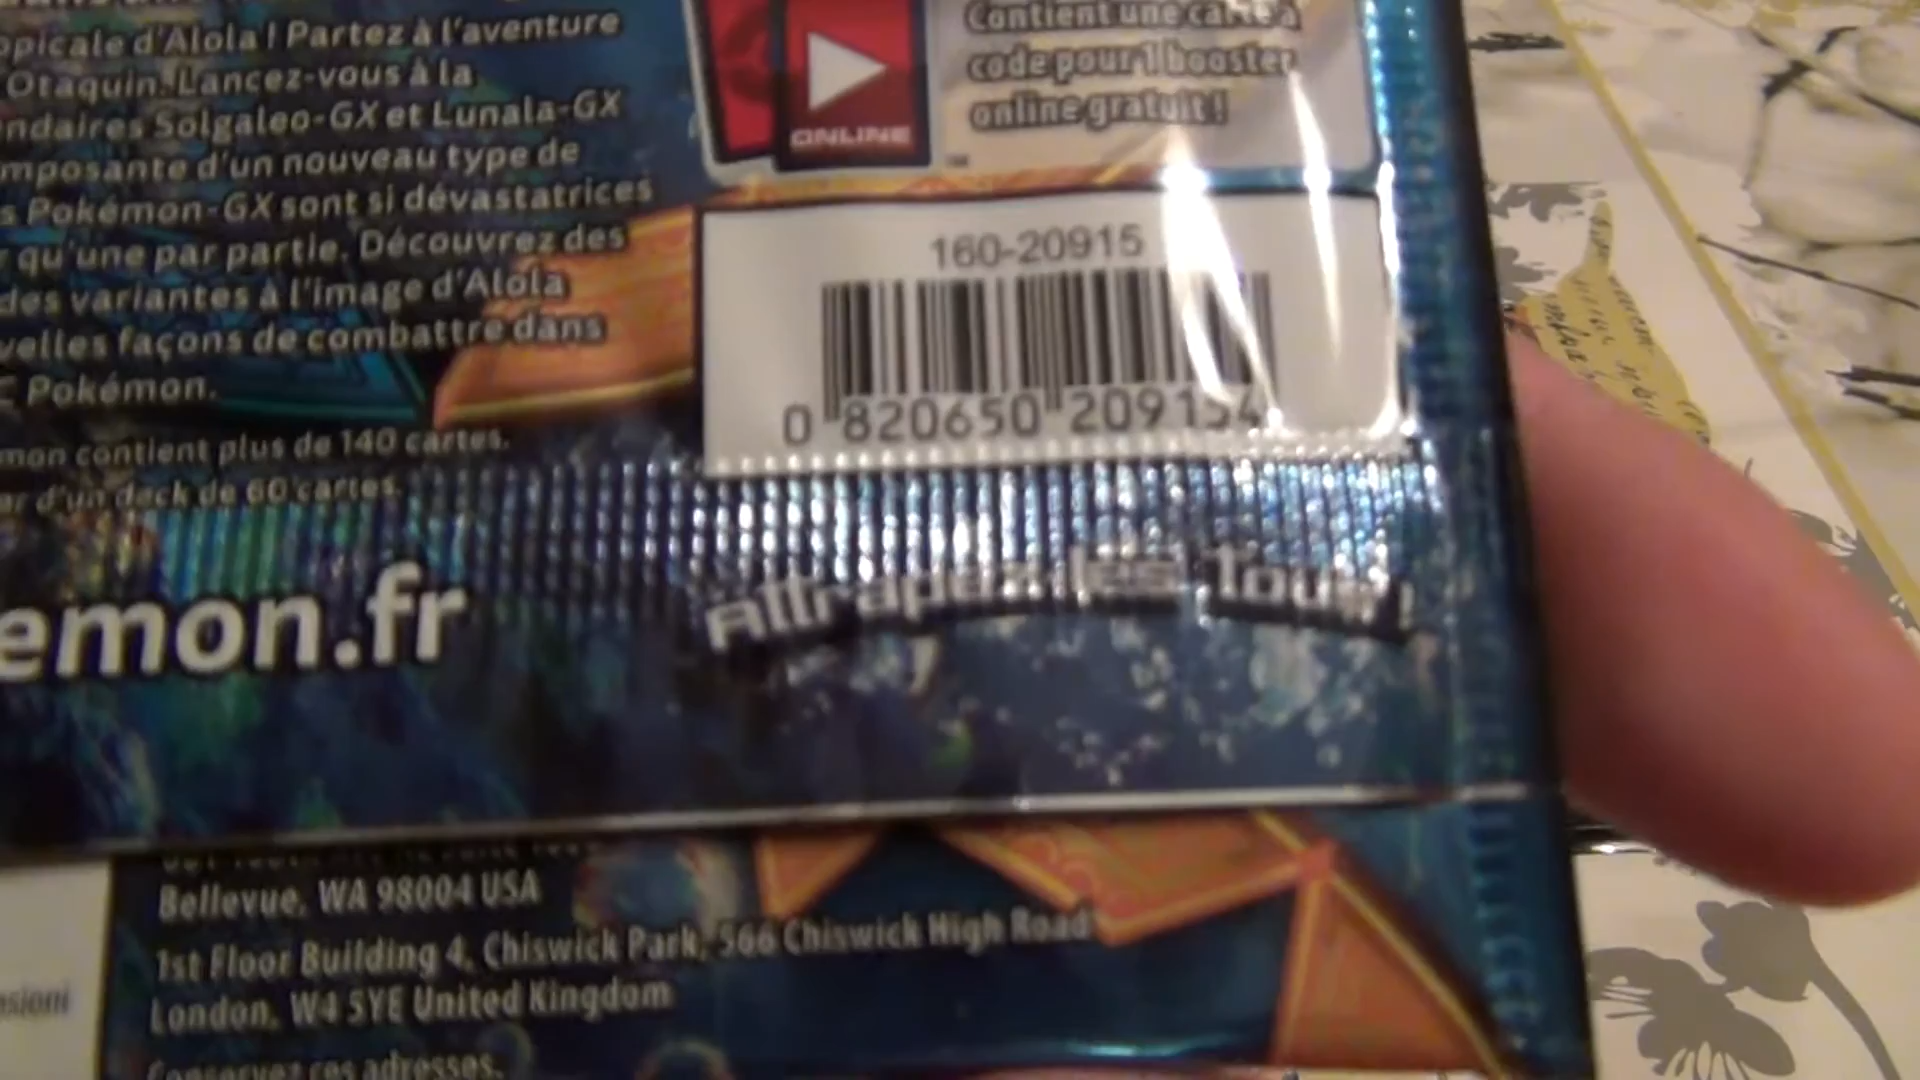 opicale d'Alola ! Partez à l'aventure
Otaquin. Lancez-vous à la
ndaires Solgaleo-GX et Lunala-GX
mposante d'un nouveau type de
s Pokémon-GX sont si dévastatrices
r qu'une par partie. Découvrez des
des variantes à l'image d'Alola
velles façons de combattre dans
C Pokémon.
mon contient plus de 140 cartes.
ar d'un deck de 60 cartes.
ONLINE
Contient une carte à
code pour 1 booster
online gratuit !
160-20915
0 820650 209154
emon.fr
Attrapez-les Tous !
Bellevue, WA 98004 USA
1st Floor Building 4, Chiswick Park, 566 Chiswick High Road
London, W4 5YE United Kingdom
Conservez ces adresses.
sioni